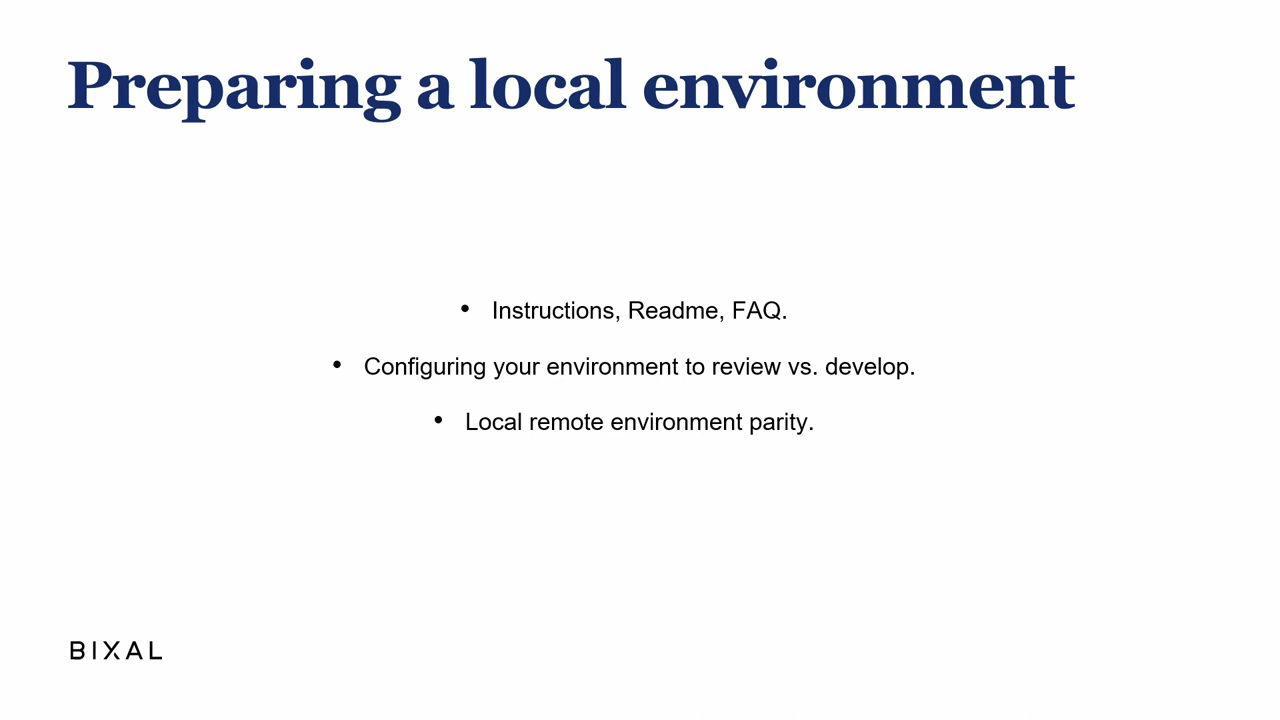 Preparing a local environment
• Instructions, Readme, FAQ.
• Configuring your environment to review vs. develop.
• Local remote environment parity.
BIXAL